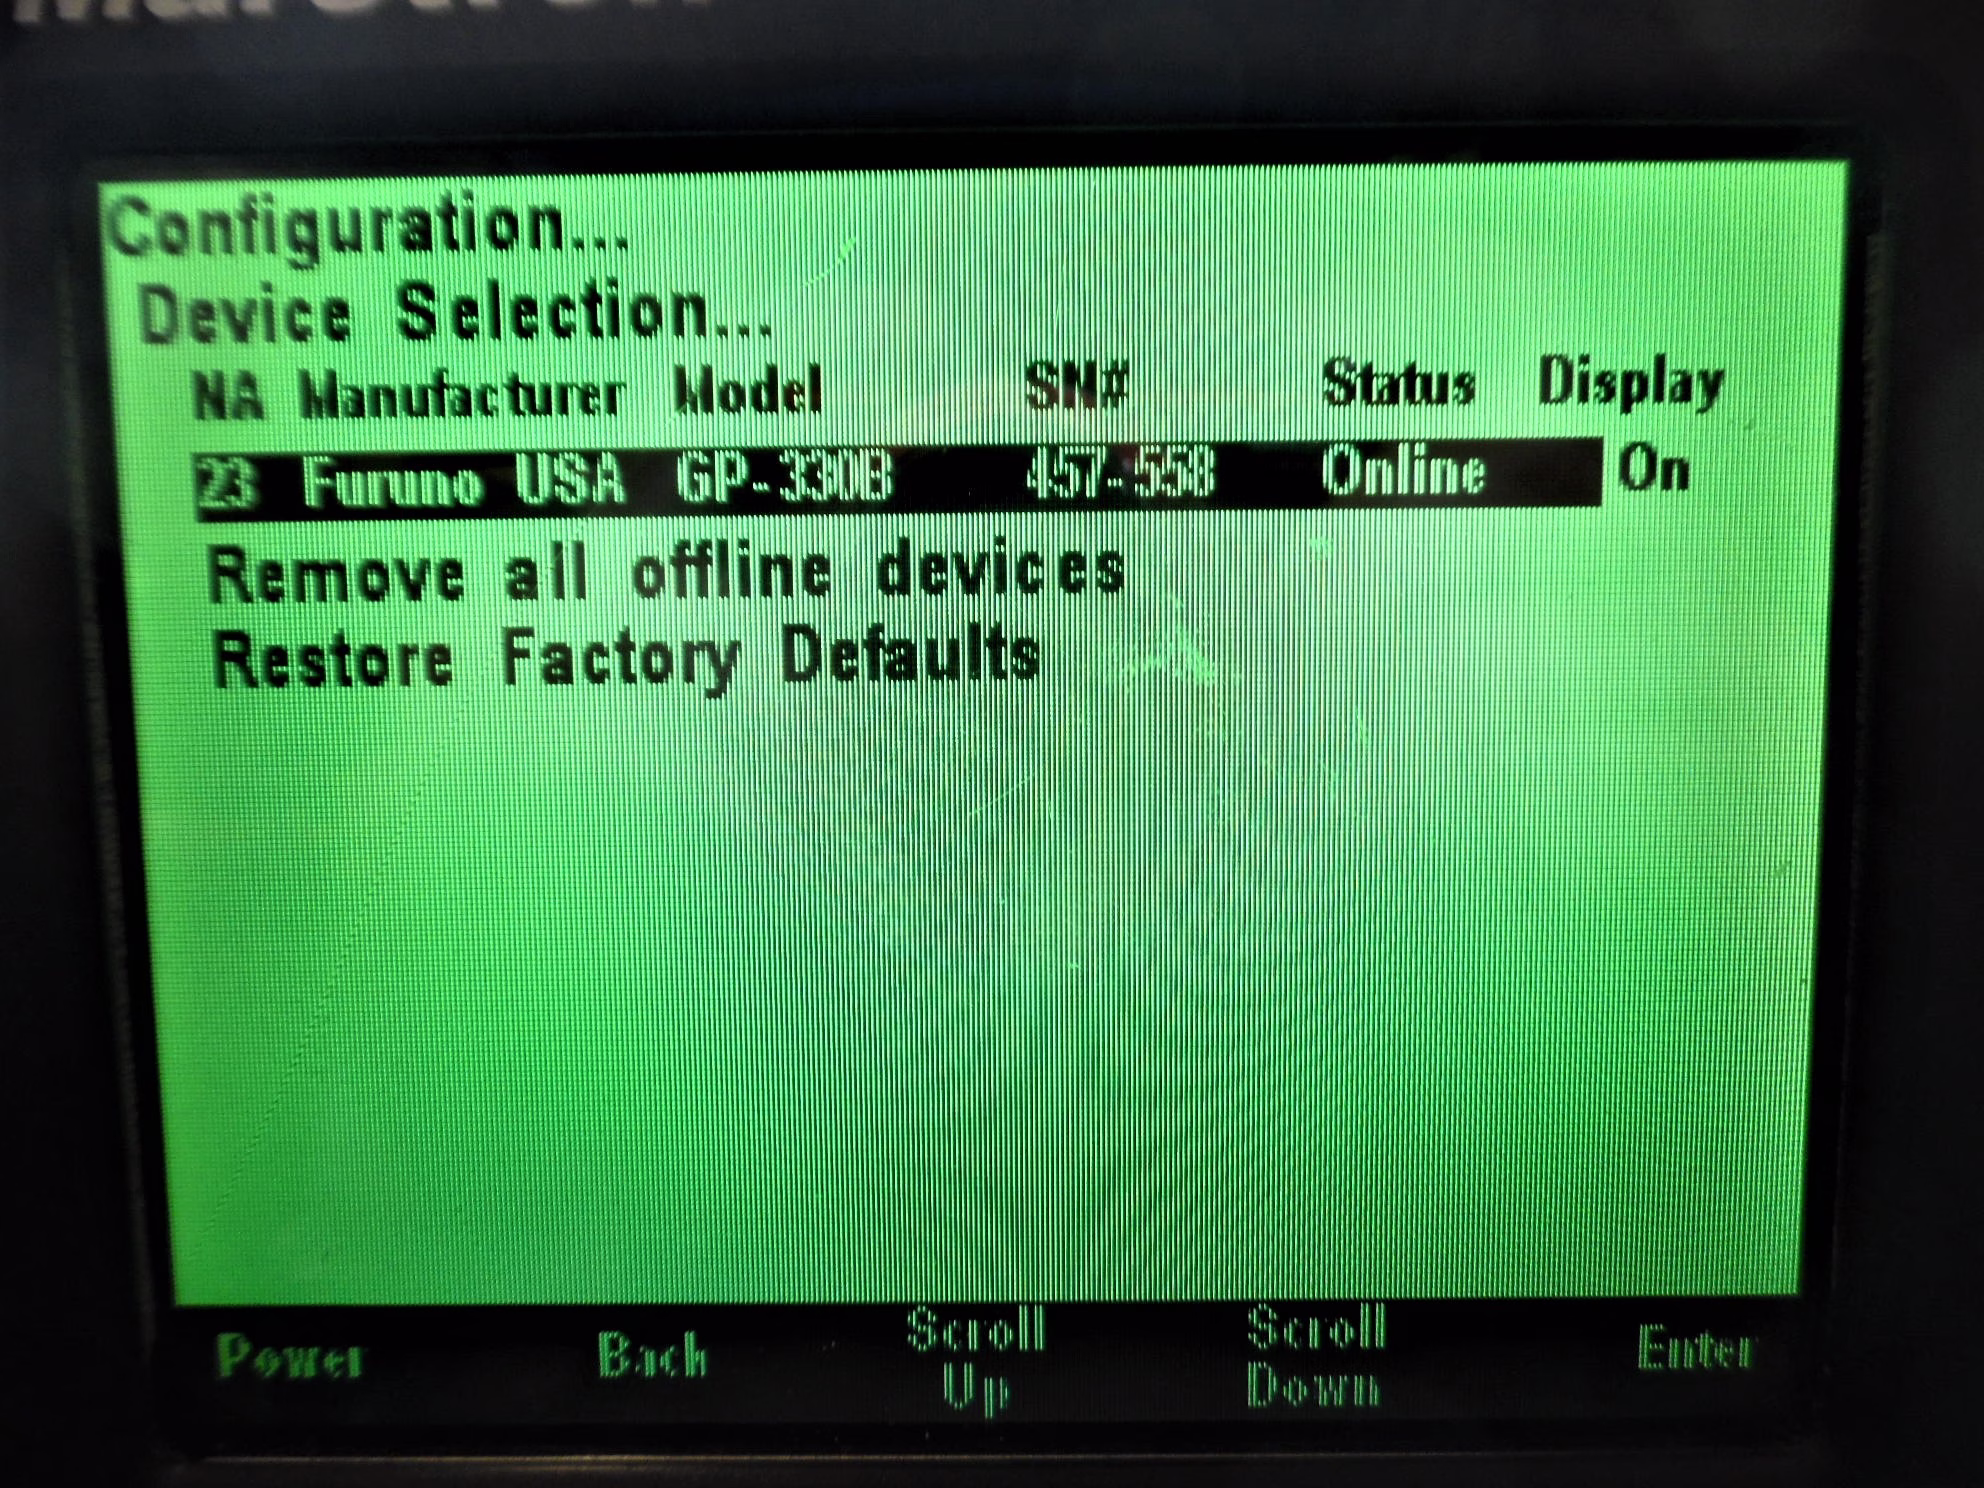 Configuration...
Device Selection...
NA Manufacturer Model SN# Status Display
23 Furuno USA GP-330B 457-558 Online On
Remove all offline devices
Restore Factory Defaults
Power Back Scroll Up Scroll Down Enter